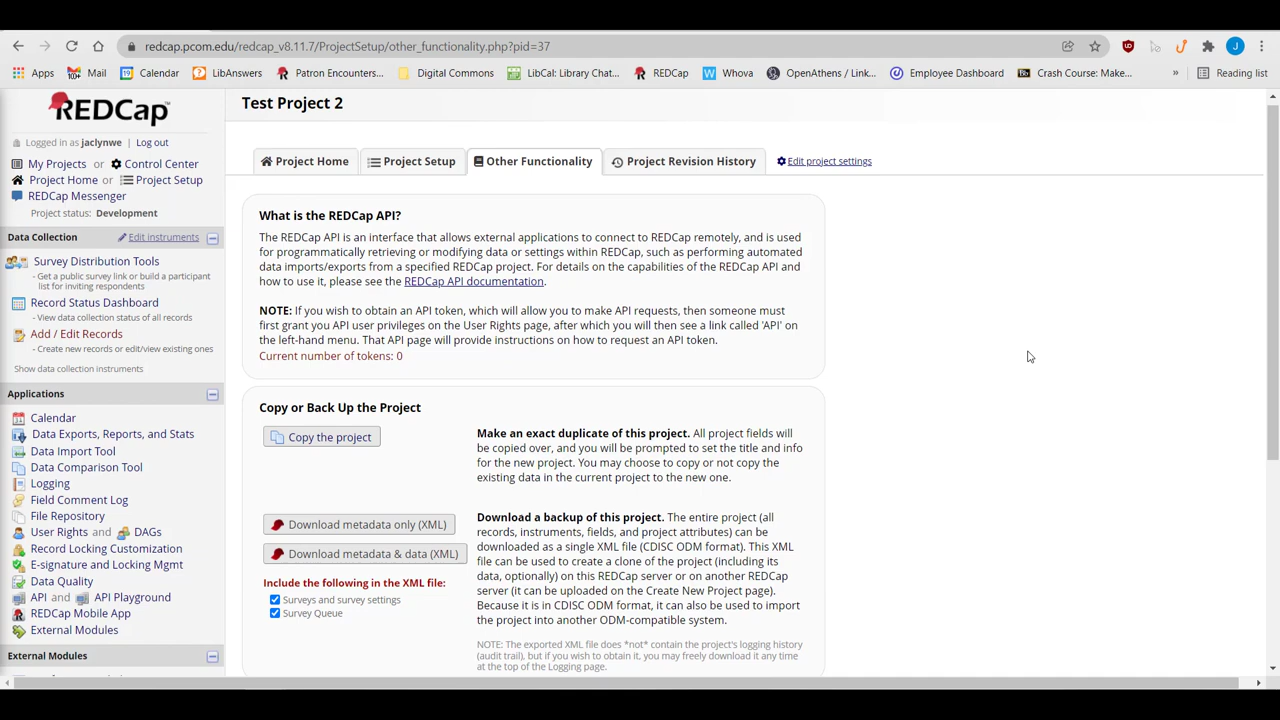 redcap.pcom.edu/redcap_v8.11.7/ProjectSetup/other_functionality.php?pid=37
J
Apps
10+ Mail
19 Calendar
LibAnswers
Patron Encounters...
Digital Commons
LibCal: Library Chat...
REDCap
W Whova
OpenAthens / Link...
Employee Dashboard
Crash Course: Make...
»
Reading list
REDCap
Logged in as jaclynwe | Log out
My Projects or Control Center
Project Home or Project Setup
REDCap Messenger
Project status: Development
Data Collection
Edit instruments
Survey Distribution Tools
- Get a public survey link or build a participant
list for inviting respondents
Record Status Dashboard
- View data collection status of all records
Add / Edit Records
- Create new records or edit/view existing ones
Show data collection instruments
Applications
Calendar
Data Exports, Reports, and Stats
Data Import Tool
Data Comparison Tool
Logging
Field Comment Log
File Repository
User Rights and DAGs
Record Locking Customization
E-signature and Locking Mgmt
Data Quality
API and API Playground
REDCap Mobile App
External Modules
External Modules
Test Project 2
Project Home
Project Setup
Other Functionality
Project Revision History
Edit project settings
What is the REDCap API?
The REDCap API is an interface that allows external applications to connect to REDCap remotely, and is used
for programmatically retrieving or modifying data or settings within REDCap, such as performing automated
data imports/exports from a specified REDCap project. For details on the capabilities of the REDCap API and
how to use it, please see the REDCap API documentation.
NOTE: If you wish to obtain an API token, which will allow you to make API requests, then someone must
first grant you API user privileges on the User Rights page, after which you will then see a link called 'API' on
the left-hand menu. That API page will provide instructions on how to request an API token.
Current number of tokens: 0
Copy or Back Up the Project
Copy the project
Make an exact duplicate of this project. All project fields will
be copied over, and you will be prompted to set the title and info
for the new project. You may choose to copy or not copy the
existing data in the current project to the new one.
Download metadata only (XML)
Download metadata & data (XML)
Include the following in the XML file:
Surveys and survey settings
Survey Queue
Download a backup of this project. The entire project (all
records, instruments, fields, and project attributes) can be
downloaded as a single XML file (CDISC ODM format). This XML
file can be used to create a clone of the project (including its
data, optionally) on this REDCap server or on another REDCap
server (it can be uploaded on the Create New Project page).
Because it is in CDISC ODM format, it can also be used to import
the project into another ODM-compatible system.
NOTE: The exported XML file does *not* contain the project's logging history
(audit trail), but if you wish to obtain it, you may freely download it any time
at the top of the Logging page.